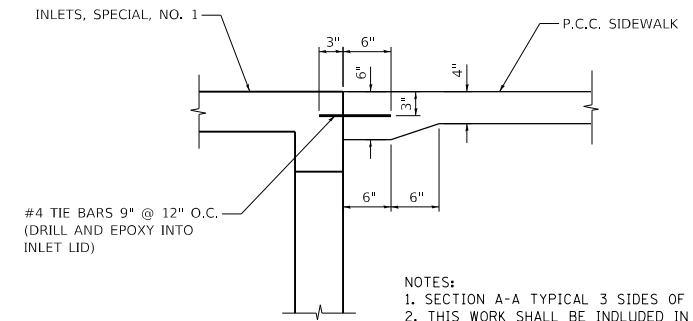 INLETS, SPECIAL, NO. 1
P.C.C. SIDEWALK
3" 6"
6"
3"
4"
6" 6"
#4 TIE BARS 9" @ 12" O.C.
(DRILL AND EPOXY INTO
INLET LID)
NOTES:
1. SECTION A-A TYPICAL 3 SIDES OF
2. THIS WORK SHALL BE INDLUDED IN